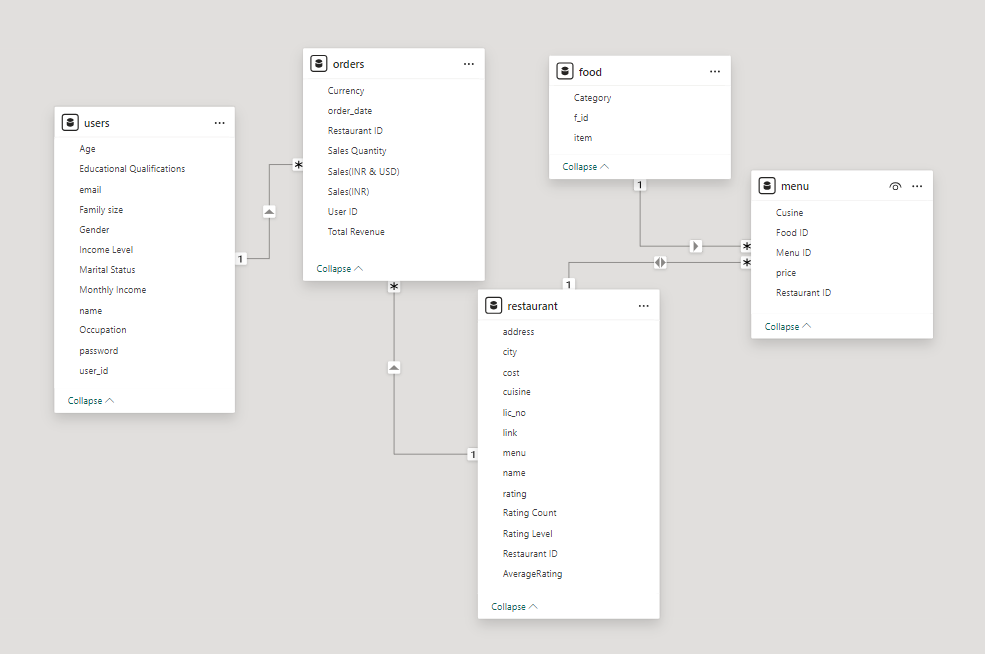 users
Age
Educational Qualifications
email
Family size
Gender
Income Level
Marital Status
Monthly Income
name
Occupation
password
user_id
Collapse
1
*
orders
Currency
order_date
Restaurant ID
Sales Quantity
Sales(INR & USD)
Sales(INR)
User ID
Total Revenue
Collapse
*
1
food
Category
f_id
item
Collapse
1
*
*
1
restaurant
address
city
cost
cuisine
lic_no
link
menu
name
rating
Rating Count
Rating Level
Restaurant ID
AverageRating
Collapse
menu
Cusine
Food ID
Menu ID
price
Restaurant ID
Collapse